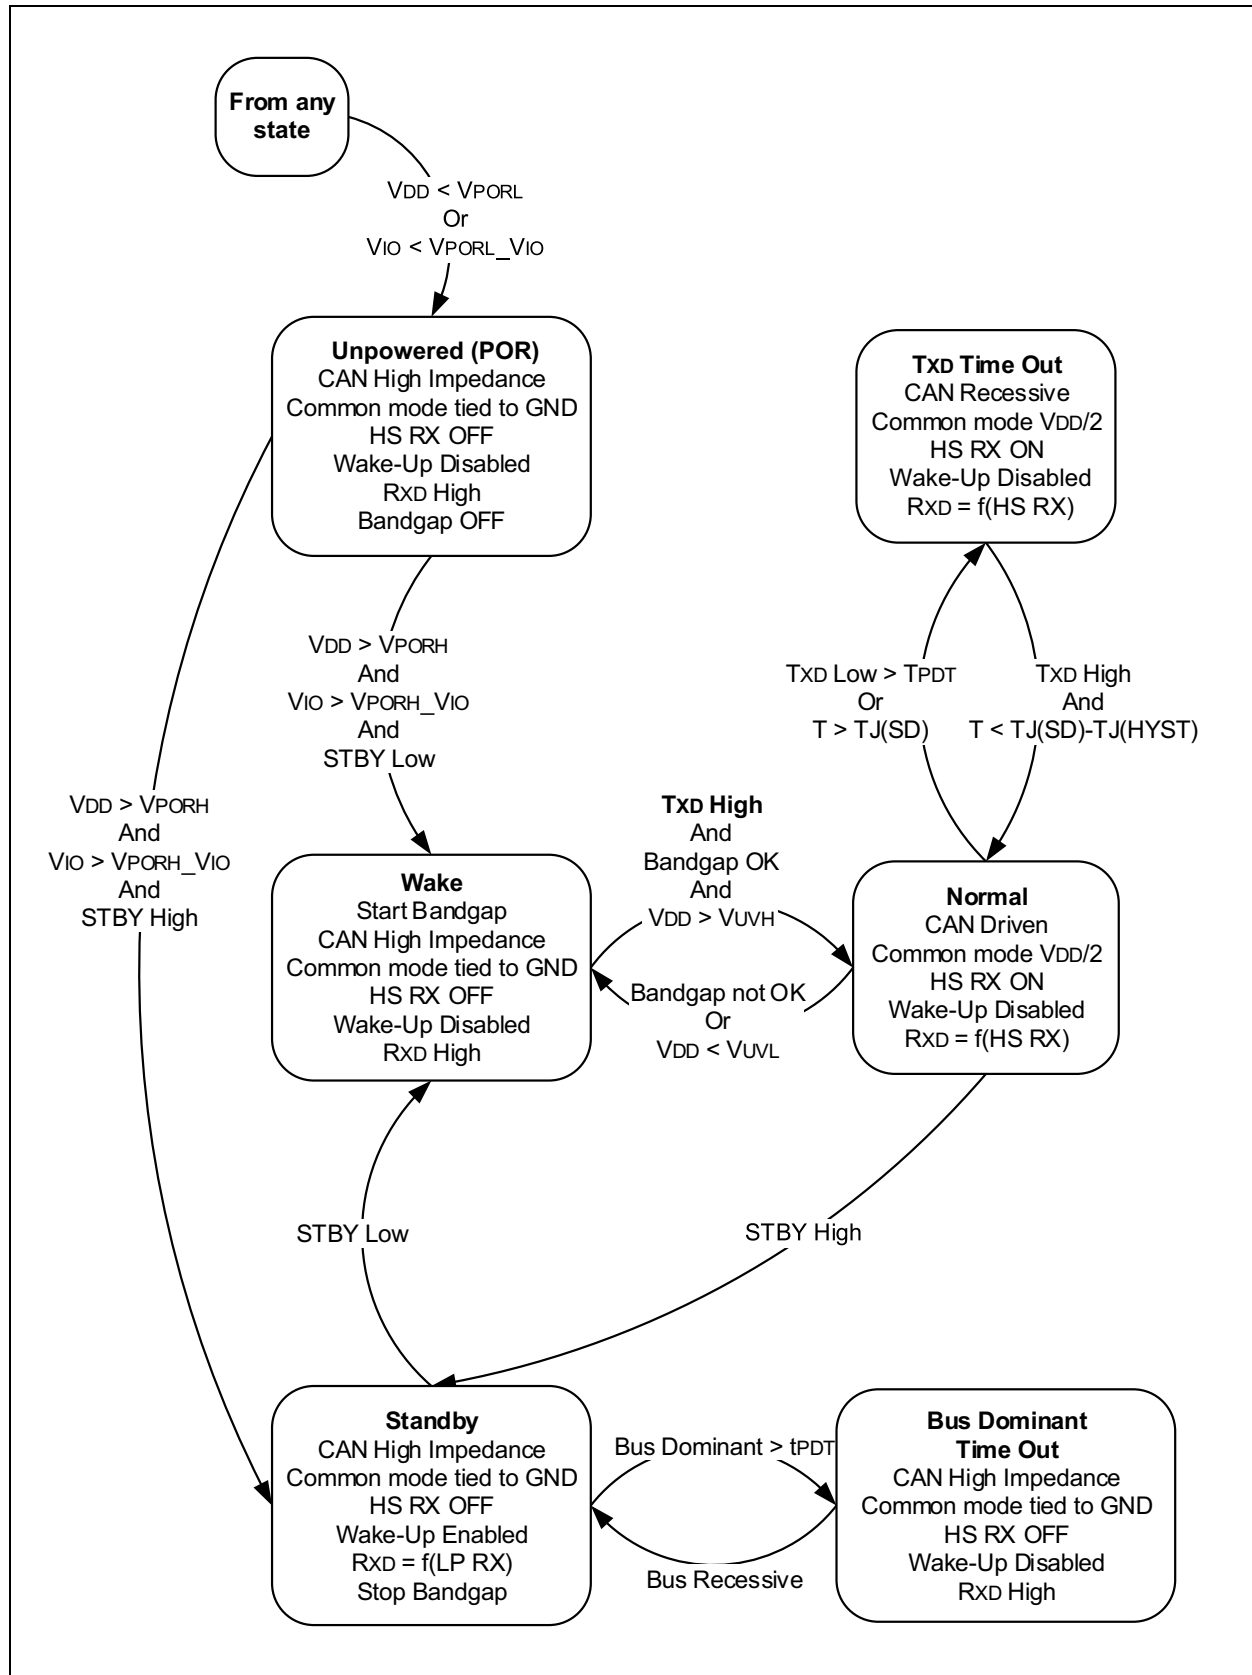 From any
state
VDD < VPORL
Or
VIO < VPORL_VIO
Unpowered (POR)
CAN High Impedance
Common mode tied to GND
HS RX OFF
Wake-Up Disabled
RXD High
Bandgap OFF
TXD Time Out
CAN Recessive
Common mode VDD/2
HS RX ON
Wake-Up Disabled
RXD = f(HS RX)
VDD > VPORH
And
VIO > VPORH_VIO
And
STBY Low
TXD Low > TPDT
Or
T > TJ(SD)
TXD High
And
T < TJ(SD)-TJ(HYST)
VDD > VPORH
And
VIO > VPORH_VIO
And
STBY High
TXD High
And
Bandgap OK
And
VDD > VUVH
Wake
Start Bandgap
CAN High Impedance
Common mode tied to GND
HS RX OFF
Wake-Up Disabled
RXD High
Bandgap not OK
Or
VDD < VUVL
Normal
CAN Driven
Common mode VDD/2
HS RX ON
Wake-Up Disabled
RXD = f(HS RX)
STBY Low
STBY High
Standby
CAN High Impedance
Common mode tied to GND
HS RX OFF
Wake-Up Enabled
RXD = f(LP RX)
Stop Bandgap
Bus Dominant > tPDT
Bus Recessive
Bus Dominant
Time Out
CAN High Impedance
Common mode tied to GND
HS RX OFF
Wake-Up Disabled
RXD High